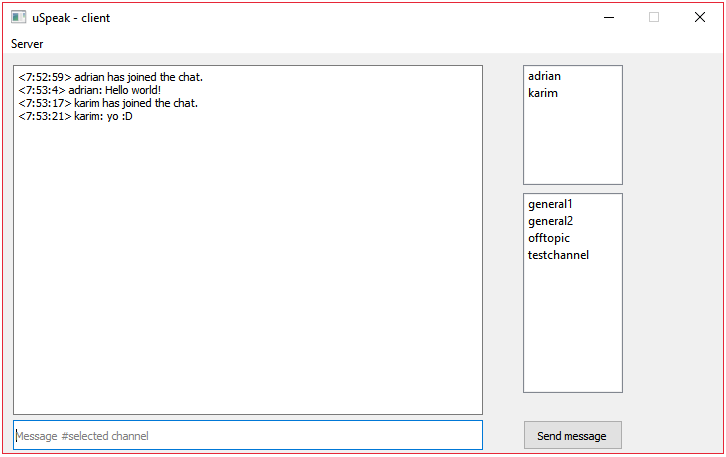 uSpeak - client
Server
<7:52:59> adrian has joined the chat.
<7:53:4> adrian: Hello world!
<7:53:17> karim has joined the chat.
<7:53:21> karim: yo :D
adrian
karim
general1
general2
offtopic
testchannel
Message #selected channel
Send message